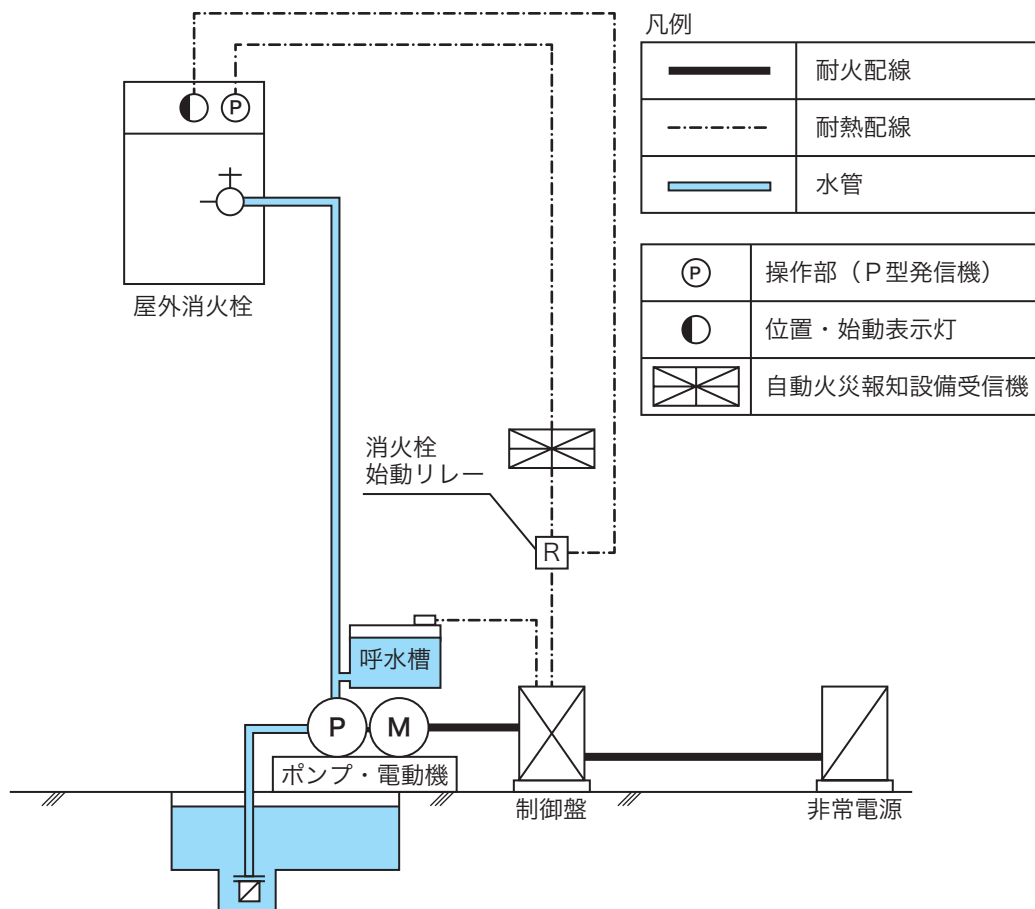 凡例
耐火配線
耐熱配線
水管
P
操作部（P型発信機）
位置・始動表示灯
自動火災報知設備受信機
P
屋外消火栓
消火栓
始動リレー
R
呼水槽
P
M
ポンプ・電動機
制御盤
非常電源